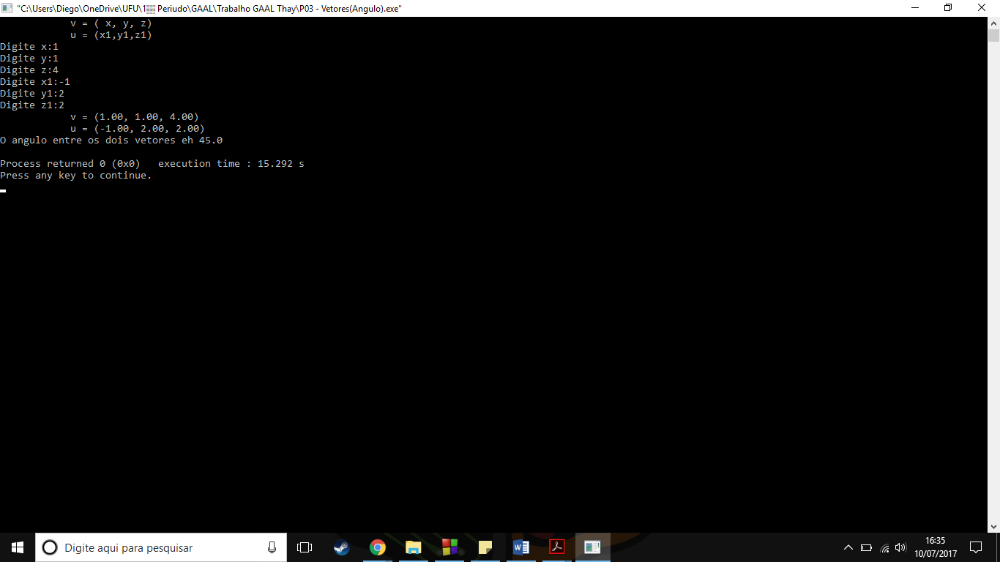 "C:\Users\Diego\OneDrive\UFU\1 Periudo\GAAL\Trabalho GAAL Thay\P03 - Vetores(Angulo).exe"
v = ( x, y, z)
u = (x1,y1,z1)
Digite x:1
Digite y:1
Digite z:4
Digite x1:-1
Digite y1:2
Digite z1:2
v = (1.00, 1.00, 4.00)
u = (-1.00, 2.00, 2.00)
O angulo entre os dois vetores eh 45.0
Process returned 0 (0x0)   execution time : 15.292 s
Press any key to continue.
Digite aqui para pesquisar
16:35
10/07/2017